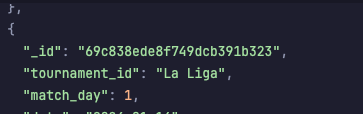 },
{
"_id": "69c838ede8f749dcb391b323",
"tournament_id": "La Liga",
"match_day": 1,